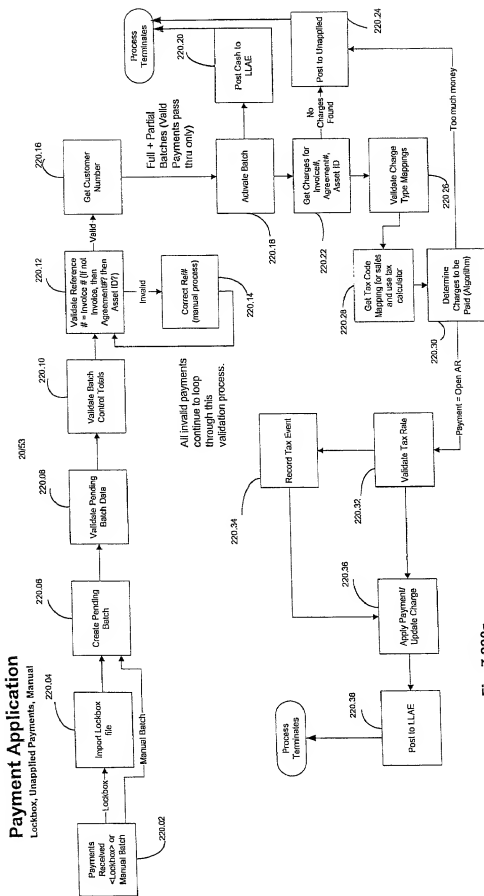 20/53
Payment Application
Lockbox, Unapplied Payments, Manual
Payments
Received
<Lockbox> or
Manual Batch
220.02
Lockbox
Manual Batch
220.04
Import Lockbox
file
220.06
Create Pending
Batch
220.08
Validate Pending
Batch Data
220.10
Validate Batch
Control Totals
220.12
Validate Reference
# = Invoice # (If not
Invoice, then
Agreement#? then
Asset ID?)
Valid
Invalid
Correct Ref#
(manual process)
220.14
All invalid payments
continue to loop
through this
validation process.
220.16
Get Customer
Number
Full + Partial
Batches (Valid
Payments pass
thru only)
Activate Batch
220.18
220.20
Post Cash to
LLAE
Process
Terminates
Get Charges for
Invoice#,
Agreement#,
Asset ID
220.22
No
Charges
Found
Post to Unapplied
220.24
Validate Charge
Type Mappings
220.26
Get Tax Code
Mapping for sales
and use tax
calculator
220.28
Determine
Charges to be
Paid (Algorithm)
220.30
Too much money
Payment = Open AR
Validate Tax Rate
220.32
Record Tax Event
220.34
220.36
Apply Payment/
Update Charge
Post to LLAE
220.38
Process
Terminates